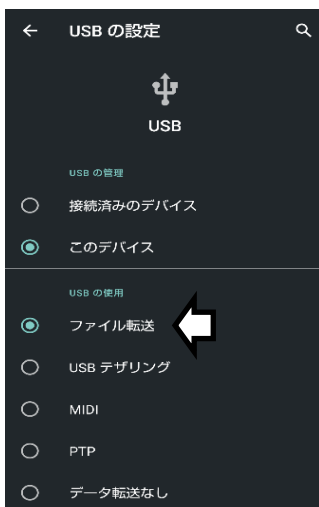 USB の設定
USB
USB の管理
接続済みのデバイス
このデバイス
USB の使用
ファイル転送
USB テザリング
MIDI
PTP
データ転送なし